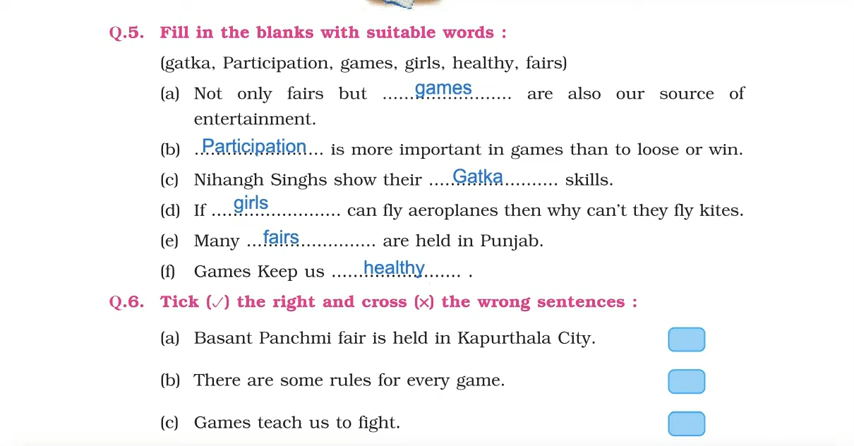 Q.5. Fill in the blanks with suitable words :
(gatka, Participation, games, girls, healthy, fairs)
(a) Not only fairs but ......games.................. are also our source of
entertainment.
(b) ..Participation... is more important in games than to loose or win.
(c) Nihangh Singhs show their ....Gatka.......... skills.
(d) If ....girls.............. can fly aeroplanes then why can't they fly kites.
(e) Many ...fairs.............. are held in Punjab.
(f) Games Keep us ......healthy....... .
Q.6. Tick (✓) the right and cross (×) the wrong sentences :
(a) Basant Panchmi fair is held in Kapurthala City.
(b) There are some rules for every game.
(c) Games teach us to fight.